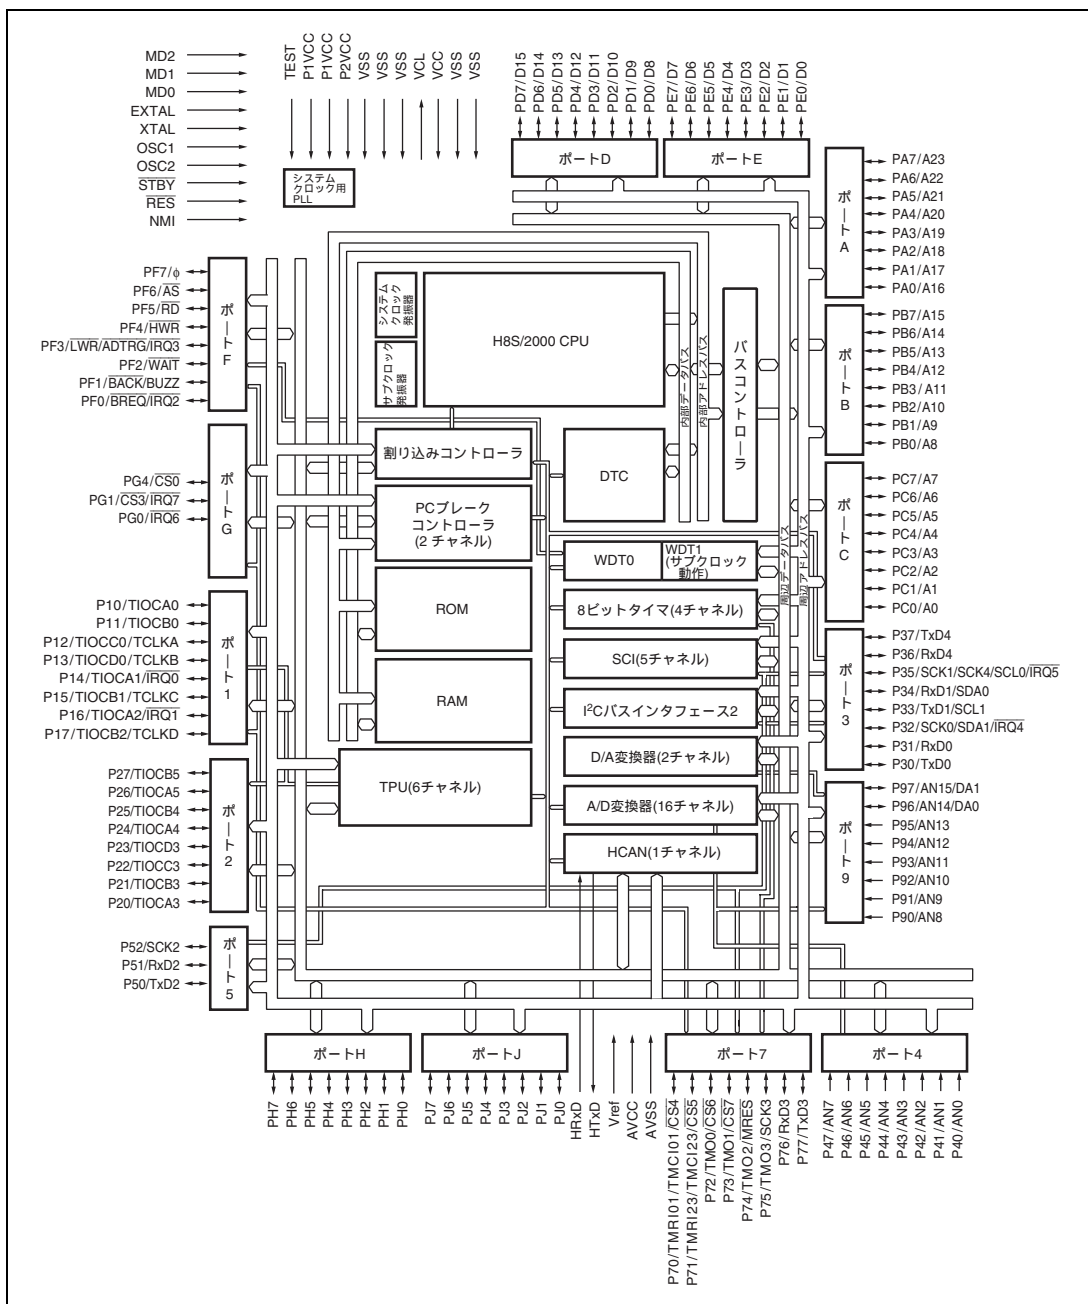 MD2
MD1
MD0
EXTAL
XTAL
OSC1
OSC2
STBY
RES
NMI
TEST
P1VCC
P1VCC
P2VCC
VSS
VSS
VSS
VCL
VCC
VSS
VSS
システム
クロック用
PLL
PD7/D15
PD6/D14
PD5/D13
PD4/D12
PD3/D11
PD2/D10
PD1/D9
PD0/D8
ポートD
PE7/D7
PE6/D6
PE5/D5
PE4/D4
PE3/D3
PE2/D2
PE1/D1
PE0/D0
ポートE
ポートA
PA7/A23
PA6/A22
PA5/A21
PA4/A20
PA3/A19
PA2/A18
PA1/A17
PA0/A16
PF7/φ
PF6/AS
PF5/RD
PF4/HWR
PF3/LWR/ADTRG/IRQ3
PF2/WAIT
PF1/BACK/BUZZ
PF0/BREQ/IRQ2
ポートF
システム
クロック
発振器
サブクロック
発振器
H8S/2000 CPU
内部データバス
内部アドレスバス
バスコントローラ
ポートB
PB7/A15
PB6/A14
PB5/A13
PB4/A12
PB3/A11
PB2/A10
PB1/A9
PB0/A8
PG4/CS0
PG1/CS3/IRQ7
PG0/IRQ6
ポートG
割り込みコントローラ
PCブレーク
コントローラ
(2 チャネル)
DTC
ポートC
PC7/A7
PC6/A6
PC5/A5
PC4/A4
PC3/A3
PC2/A2
PC1/A1
PC0/A0
周辺データバス
周辺アドレスバス
WDT0
WDT1
(サブクロック
動作)
P10/TIOCA0
P11/TIOCB0
P12/TIOCC0/TCLKA
P13/TIOCD0/TCLKB
P14/TIOCA1/IRQ0
P15/TIOCB1/TCLKC
P16/TIOCA2/IRQ1
P17/TIOCB2/TCLKD
ポート1
ROM
RAM
8ビットタイマ(4チャネル)
SCI(5チャネル)
I²Cバスインタフェース2
D/A変換器(2チャネル)
A/D変換器(16チャネル)
HCAN(1チャネル)
ポート3
P37/TxD4
P36/RxD4
P35/SCK1/SCK4/SCL0/IRQ5
P34/RxD1/SDA0
P33/TxD1/SCL1
P32/SCK0/SDA1/IRQ4
P31/RxD0
P30/TxD0
P27/TIOCB5
P26/TIOCA5
P25/TIOCB4
P24/TIOCA4
P23/TIOCD3
P22/TIOCC3
P21/TIOCB3
P20/TIOCA3
ポート2
TPU(6チャネル)
ポート9
P97/AN15/DA1
P96/AN14/DA0
P95/AN13
P94/AN12
P93/AN11
P92/AN10
P91/AN9
P90/AN8
P52/SCK2
P51/RxD2
P50/TxD2
ポート5
ポートH
PH7
PH6
PH5
PH4
PH3
PH2
PH1
PH0
ポートJ
PJ7
PJ6
PJ5
PJ4
PJ3
PJ2
PJ1
PJ0
HRxD
HTxD
Vref
AVCC
AVSS
ポート7
P70/TMRI01/TMCI01/CS4
P71/TMRI23/TMCI23/CS5
P72/TMO0/CS6
P73/TMO1/CS7
P74/TMO2/MRES
P75/TMO3/SCK3
P76/RxD3
P77/TxD3
ポート4
P47/AN7
P46/AN6
P45/AN5
P44/AN4
P43/AN3
P42/AN2
P41/AN1
P40/AN0